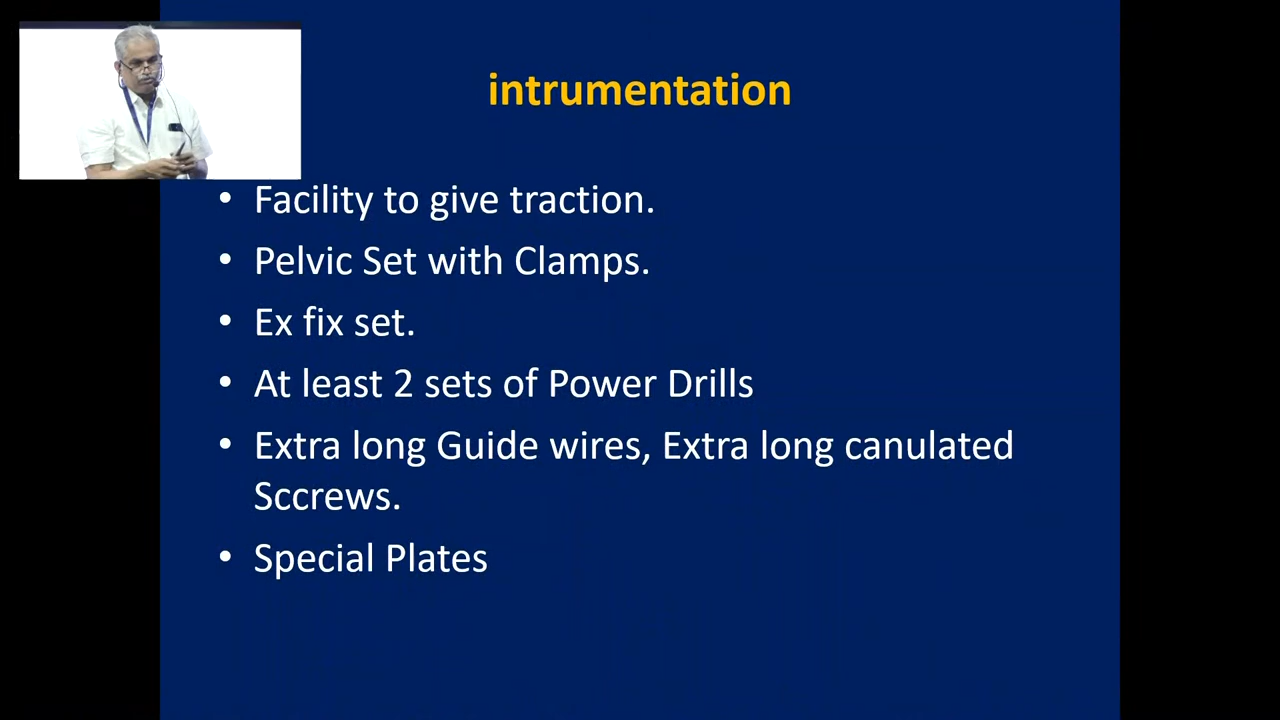 intrumentation
• Facility to give traction.
• Pelvic Set with Clamps.
• Ex fix set.
• At least 2 sets of Power Drills
• Extra long Guide wires, Extra long canulated
Sccrews.
• Special Plates